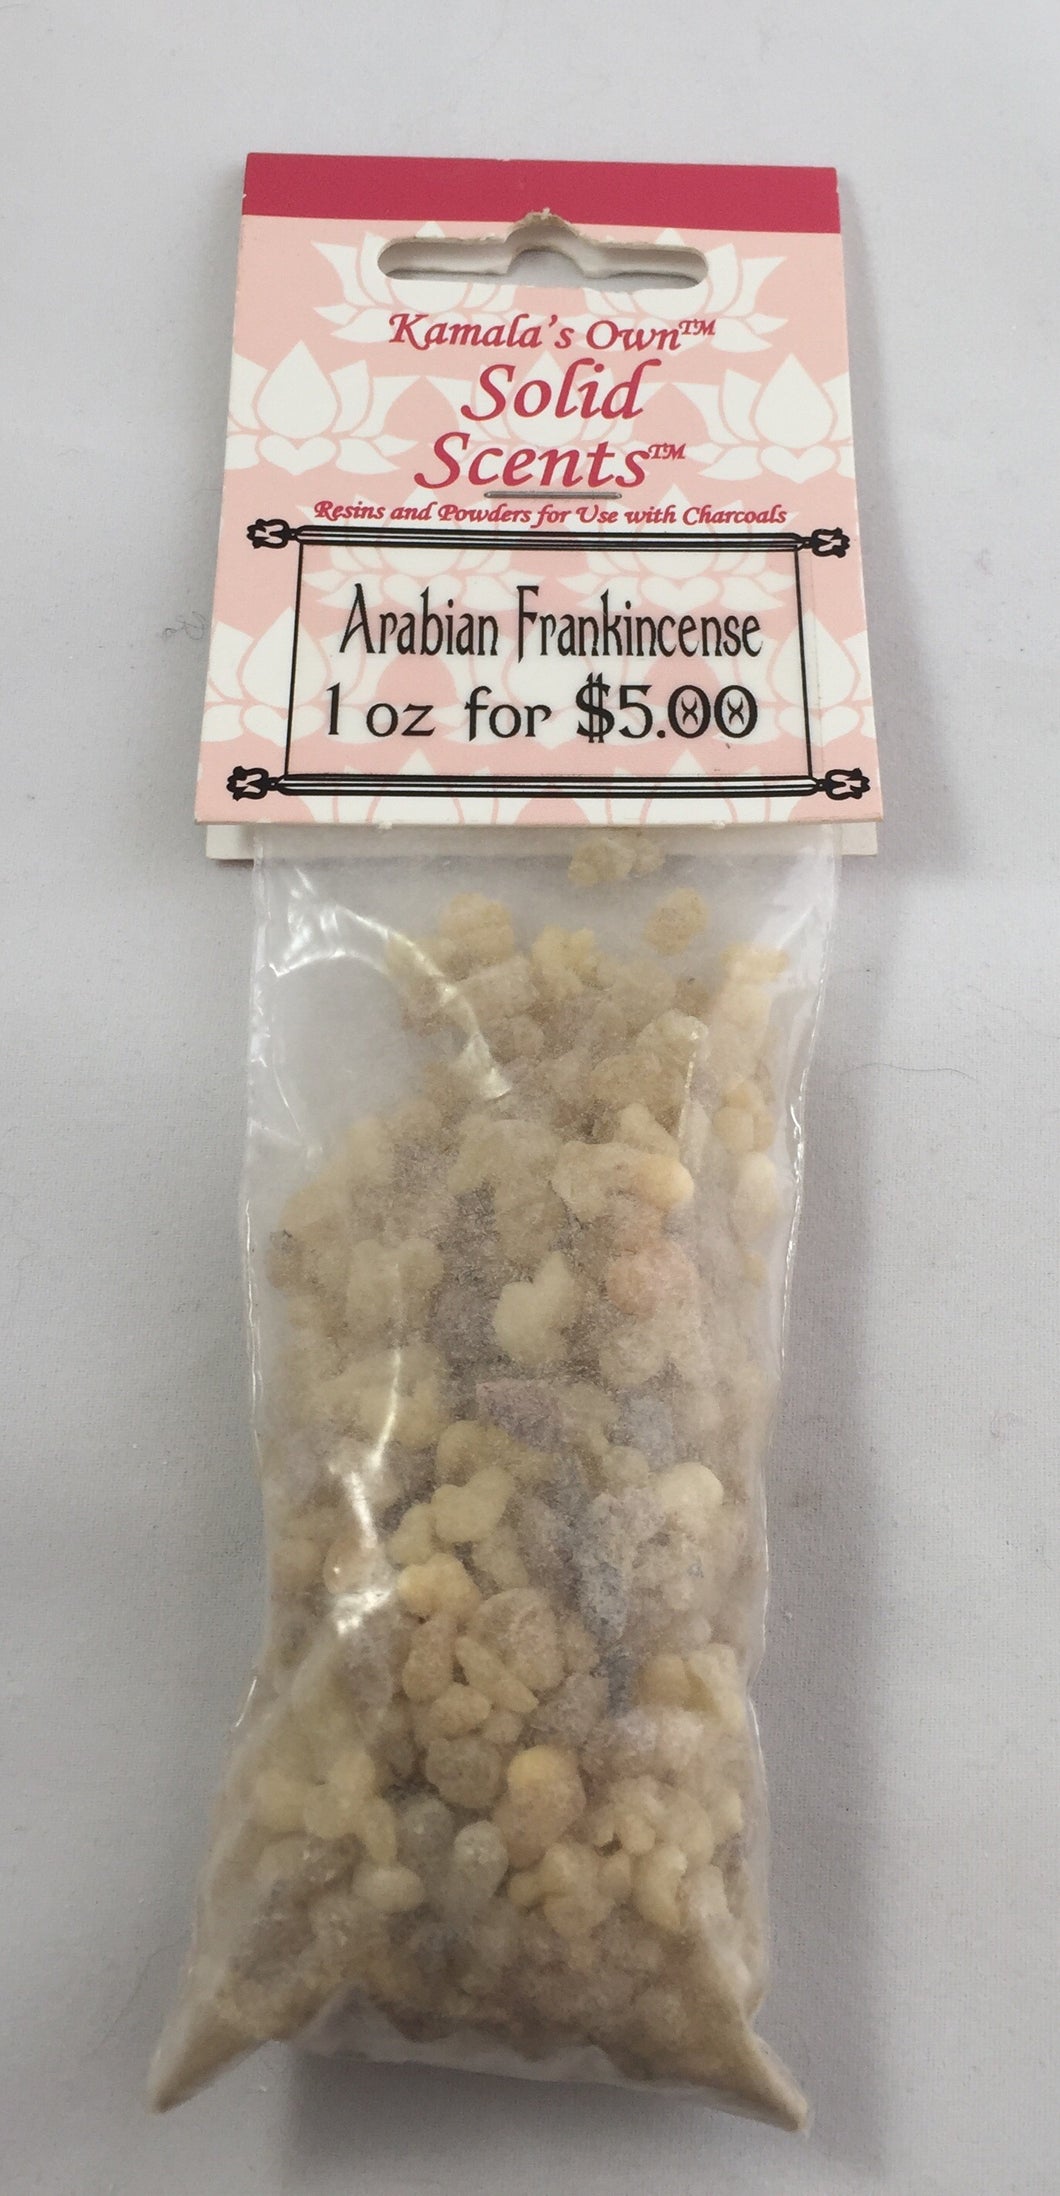 Kamala's Own™
Solid
Scents™
Resins and Powders for Use with Charcoals
Arabian Frankincense
1 oz for $5.00